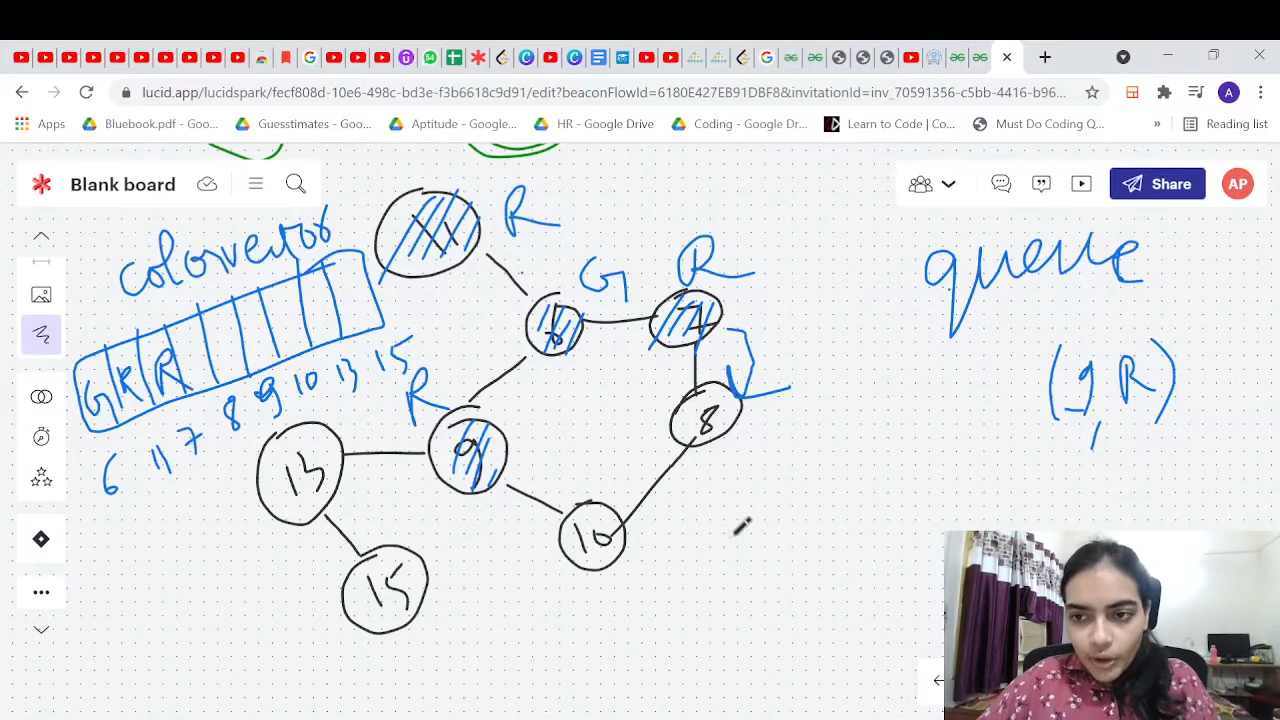 lucid.app/lucidspark/fecf808d-10e6-498c-bd3e-f3b6618c9d91/edit?beaconFlowId=6180E427EB91DBF8&invitationId=inv_70591356-c5bb-4416-b96...
Apps
Bluebook.pdf - Goo...
Guesstimates - Goo...
Aptitude - Google...
HR - Google Drive
Coding - Google Dr...
Learn to Code | Co...
Must Do Coding Q...
»
Reading list
Blank board
Share
AP
colorvector
11
R
queue
G
R
6
7
G R R
(9, R)
6 11 7 8 9 10 13 15
R
8
13
9
10
15